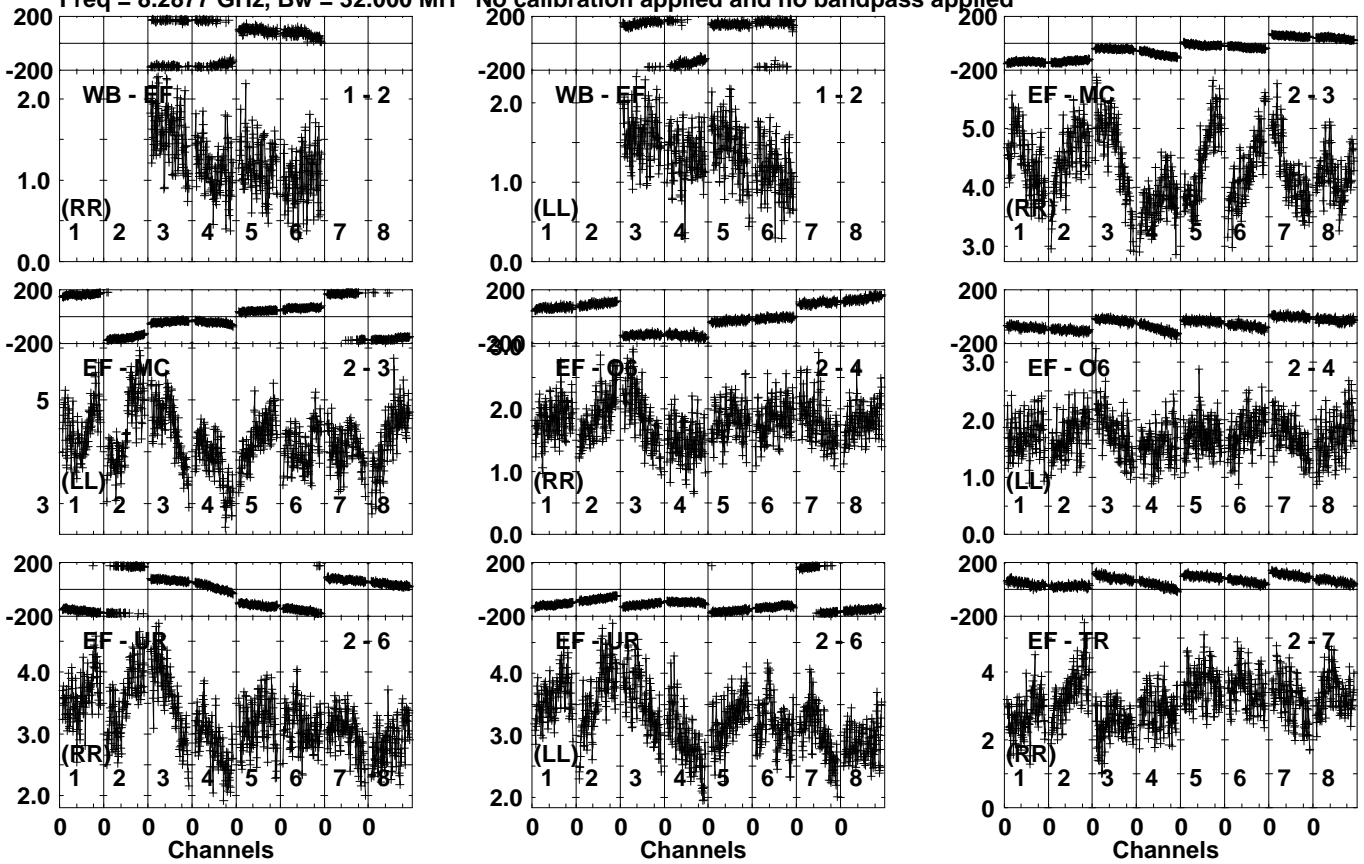 Freq = 8.2877 GHz, Bw = 32.000 MH No calibration applied and no bandpass applied
200 200 200
-200 -200 -200
WB - EF 1 - 2 WB - EF 1 - 2 EF - MC 2 - 3
2.0 2.0 5.0
1.0 1.0 4.0
(RR) (LL) (RR)
1 2 3 4 5 6 7 8 1 2 3 4 5 6 7 8 3.0 1 2 3 4 5 6 7 8
0.0 0.0
200 200 200
-200 -200 -200
3.0
EF - MC 2 - 3 EF - O6 2 - 4 3.0 EF - O6 2 - 4
5 2.0 2.0
(LL) 1.0 (RR) 1.0 (LL)
3 1 2 3 4 5 6 7 8 1 2 3 4 5 6 7 8 1 2 3 4 5 6 7 8
0.0 0.0
200 200 200
-200 -200 -200
EF - UR 2 - 6 EF - UR 2 - 6 EF - TR 2 - 7
4.0 4.0 4
3.0 3.0 2
(RR) (LL) (RR)
1 2 3 4 5 6 7 8 1 2 3 4 5 6 7 8 1 2 3 4 5 6 7 8
2.0 2.0 0
0 0 0 0 0 0 0 0 0 0 0 0 0 0 0 0 0 0 0 0 0 0 0 0
Channels Channels Channels